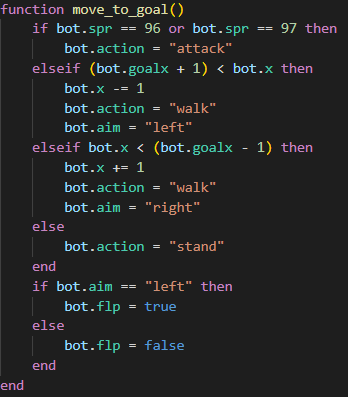 function move_to_goal()
    if bot.spr == 96 or bot.spr == 97 then
        bot.action = "attack"
    elseif (bot.goalx + 1) < bot.x then
        bot.x -= 1
        bot.action = "walk"
        bot.aim = "left"
    elseif bot.x < (bot.goalx - 1) then
        bot.x += 1
        bot.action = "walk"
        bot.aim = "right"
    else
        bot.action = "stand"
    end
    if bot.aim == "left" then
        bot.flp = true
    else
        bot.flp = false
    end
end